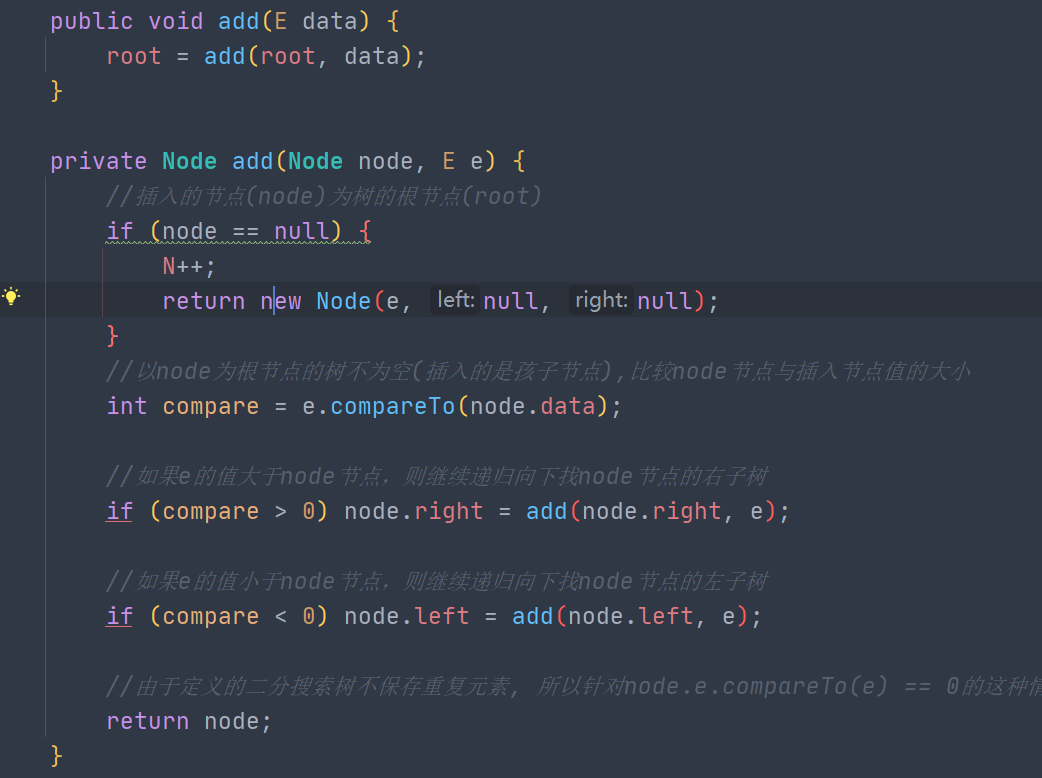 public void add(E data) {
root = add(root, data);
}
private Node add(Node node, E e) {
//插入的节点(node)为树的根节点(root)
if (node == null) {
N++;
return new Node(e, left: null, right: null);
}
//以node为根节点的树不为空(插入的是孩子节点),比较node节点与插入节点值的大小
int compare = e.compareTo(node.data);
//如果e的值大于node节点，则继续递归向下找node节点的右子树
if (compare > 0) node.right = add(node.right, e);
//如果e的值小于node节点，则继续递归向下找node节点的左子树
if (compare < 0) node.left = add(node.left, e);
//由于定义的二分搜索树不保存重复元素, 所以针对node.e.compareTo(e) == 0的这种
return node;
}